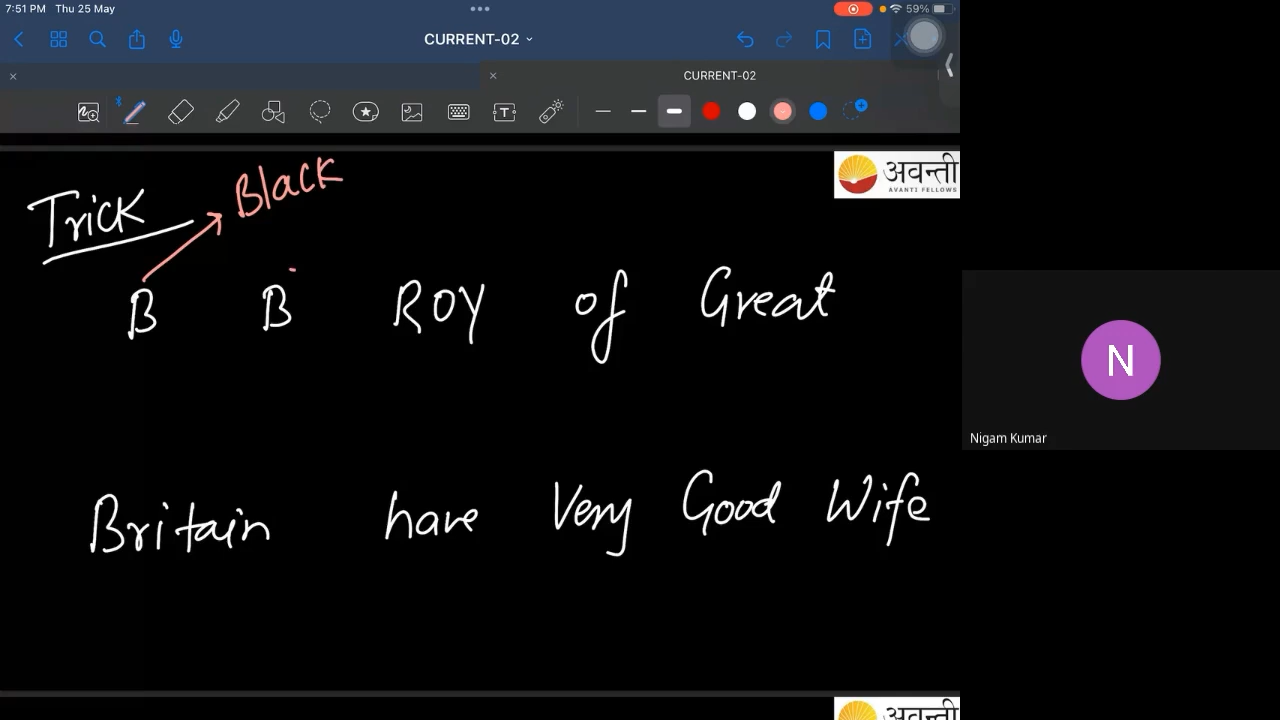 7:51 PM Thu 25 May
59%
CURRENT-02
CURRENT-02
अवन्ती
AVANTI FELLOWS
Trick
Black
B B ROY of Great
Britain have Very Good Wife
N
Nigam Kumar
अवन्ती